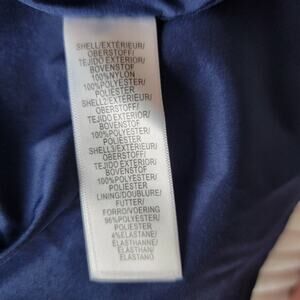 SHELL/EXTÉRIEUR/
OBERSTOFF/
TEJIDO EXTERIOR/
BOVENSTOF
100%NYLON
100%POLYESTER/
POLIESTER
SHELL2/EXTÉRIEUR/
OBERSTOFF/
TEJIDO EXTERIOR/
BOVENSTOF
100%POLYESTER/
POLIESTER
SHELL3/EXTÉRIEUR/
OBERSTOFF/
TEJIDO EXTERIOR/
BOVENSTOF
100%POLYESTER/
POLIESTER
LINING/DOUBLURE/
FUTTER/
FORRO/VOERING
96%POLYESTER/
POLIESTER
4%ELASTANE/
ÉLASTHANNE/
ELASTHAN/
ELASTANO